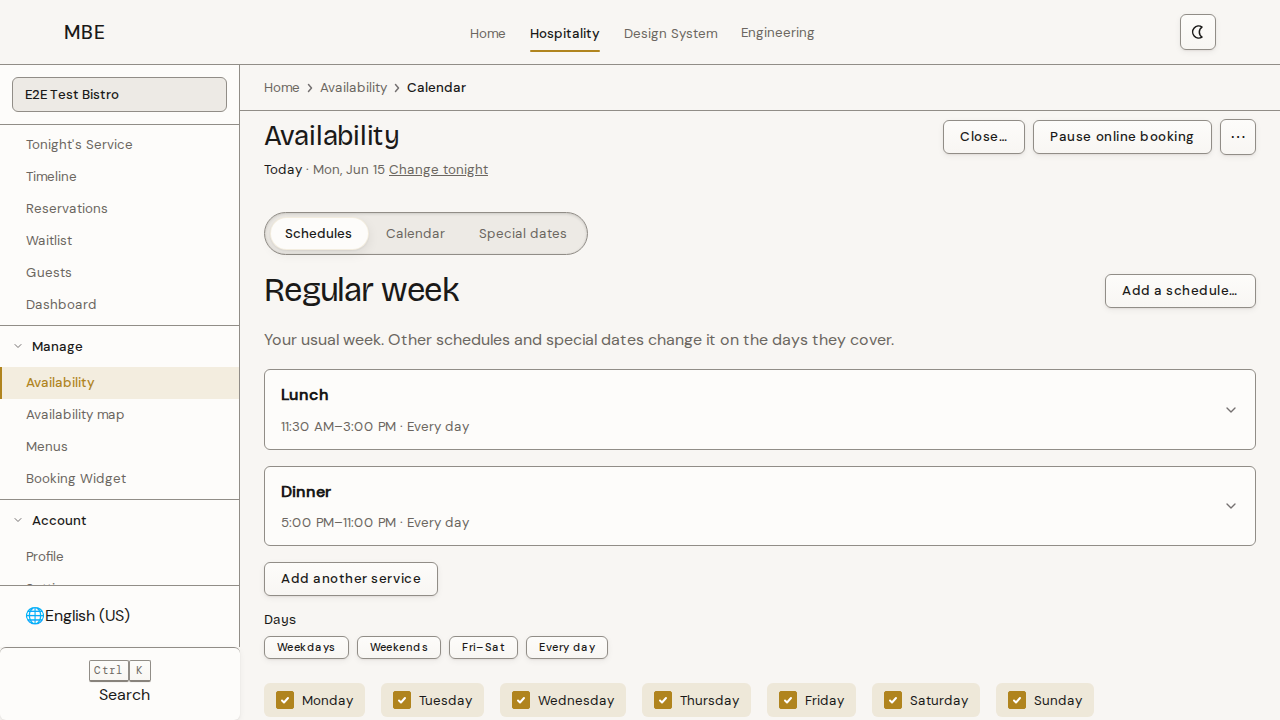 MBE
Home Hospitality Design System Engineering
E2E Test Bistro
Tonight's Service
Timeline
Reservations
Waitlist
Guests
Dashboard
Manage
Availability
Availability map
Menus
Booking Widget
Account
Profile
🌐English (US)
Ctrl K
Search
Home > Availability > Calendar
Availability
Close…
Pause online booking
⋯
Today · Mon, Jun 15 Change tonight
Schedules Calendar Special dates
Regular week
Add a schedule…
Your usual week. Other schedules and special dates change it on the days they cover.
Lunch
11:30 AM–3:00 PM · Every day
Dinner
5:00 PM–11:00 PM · Every day
Add another service
Days
Weekdays Weekends Fri–Sat Every day
Monday Tuesday Wednesday Thursday Friday Saturday Sunday